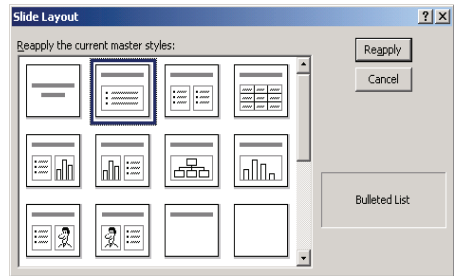 Slide Layout
Reapply the current master styles:
Reapply
Cancel
Bulleted List